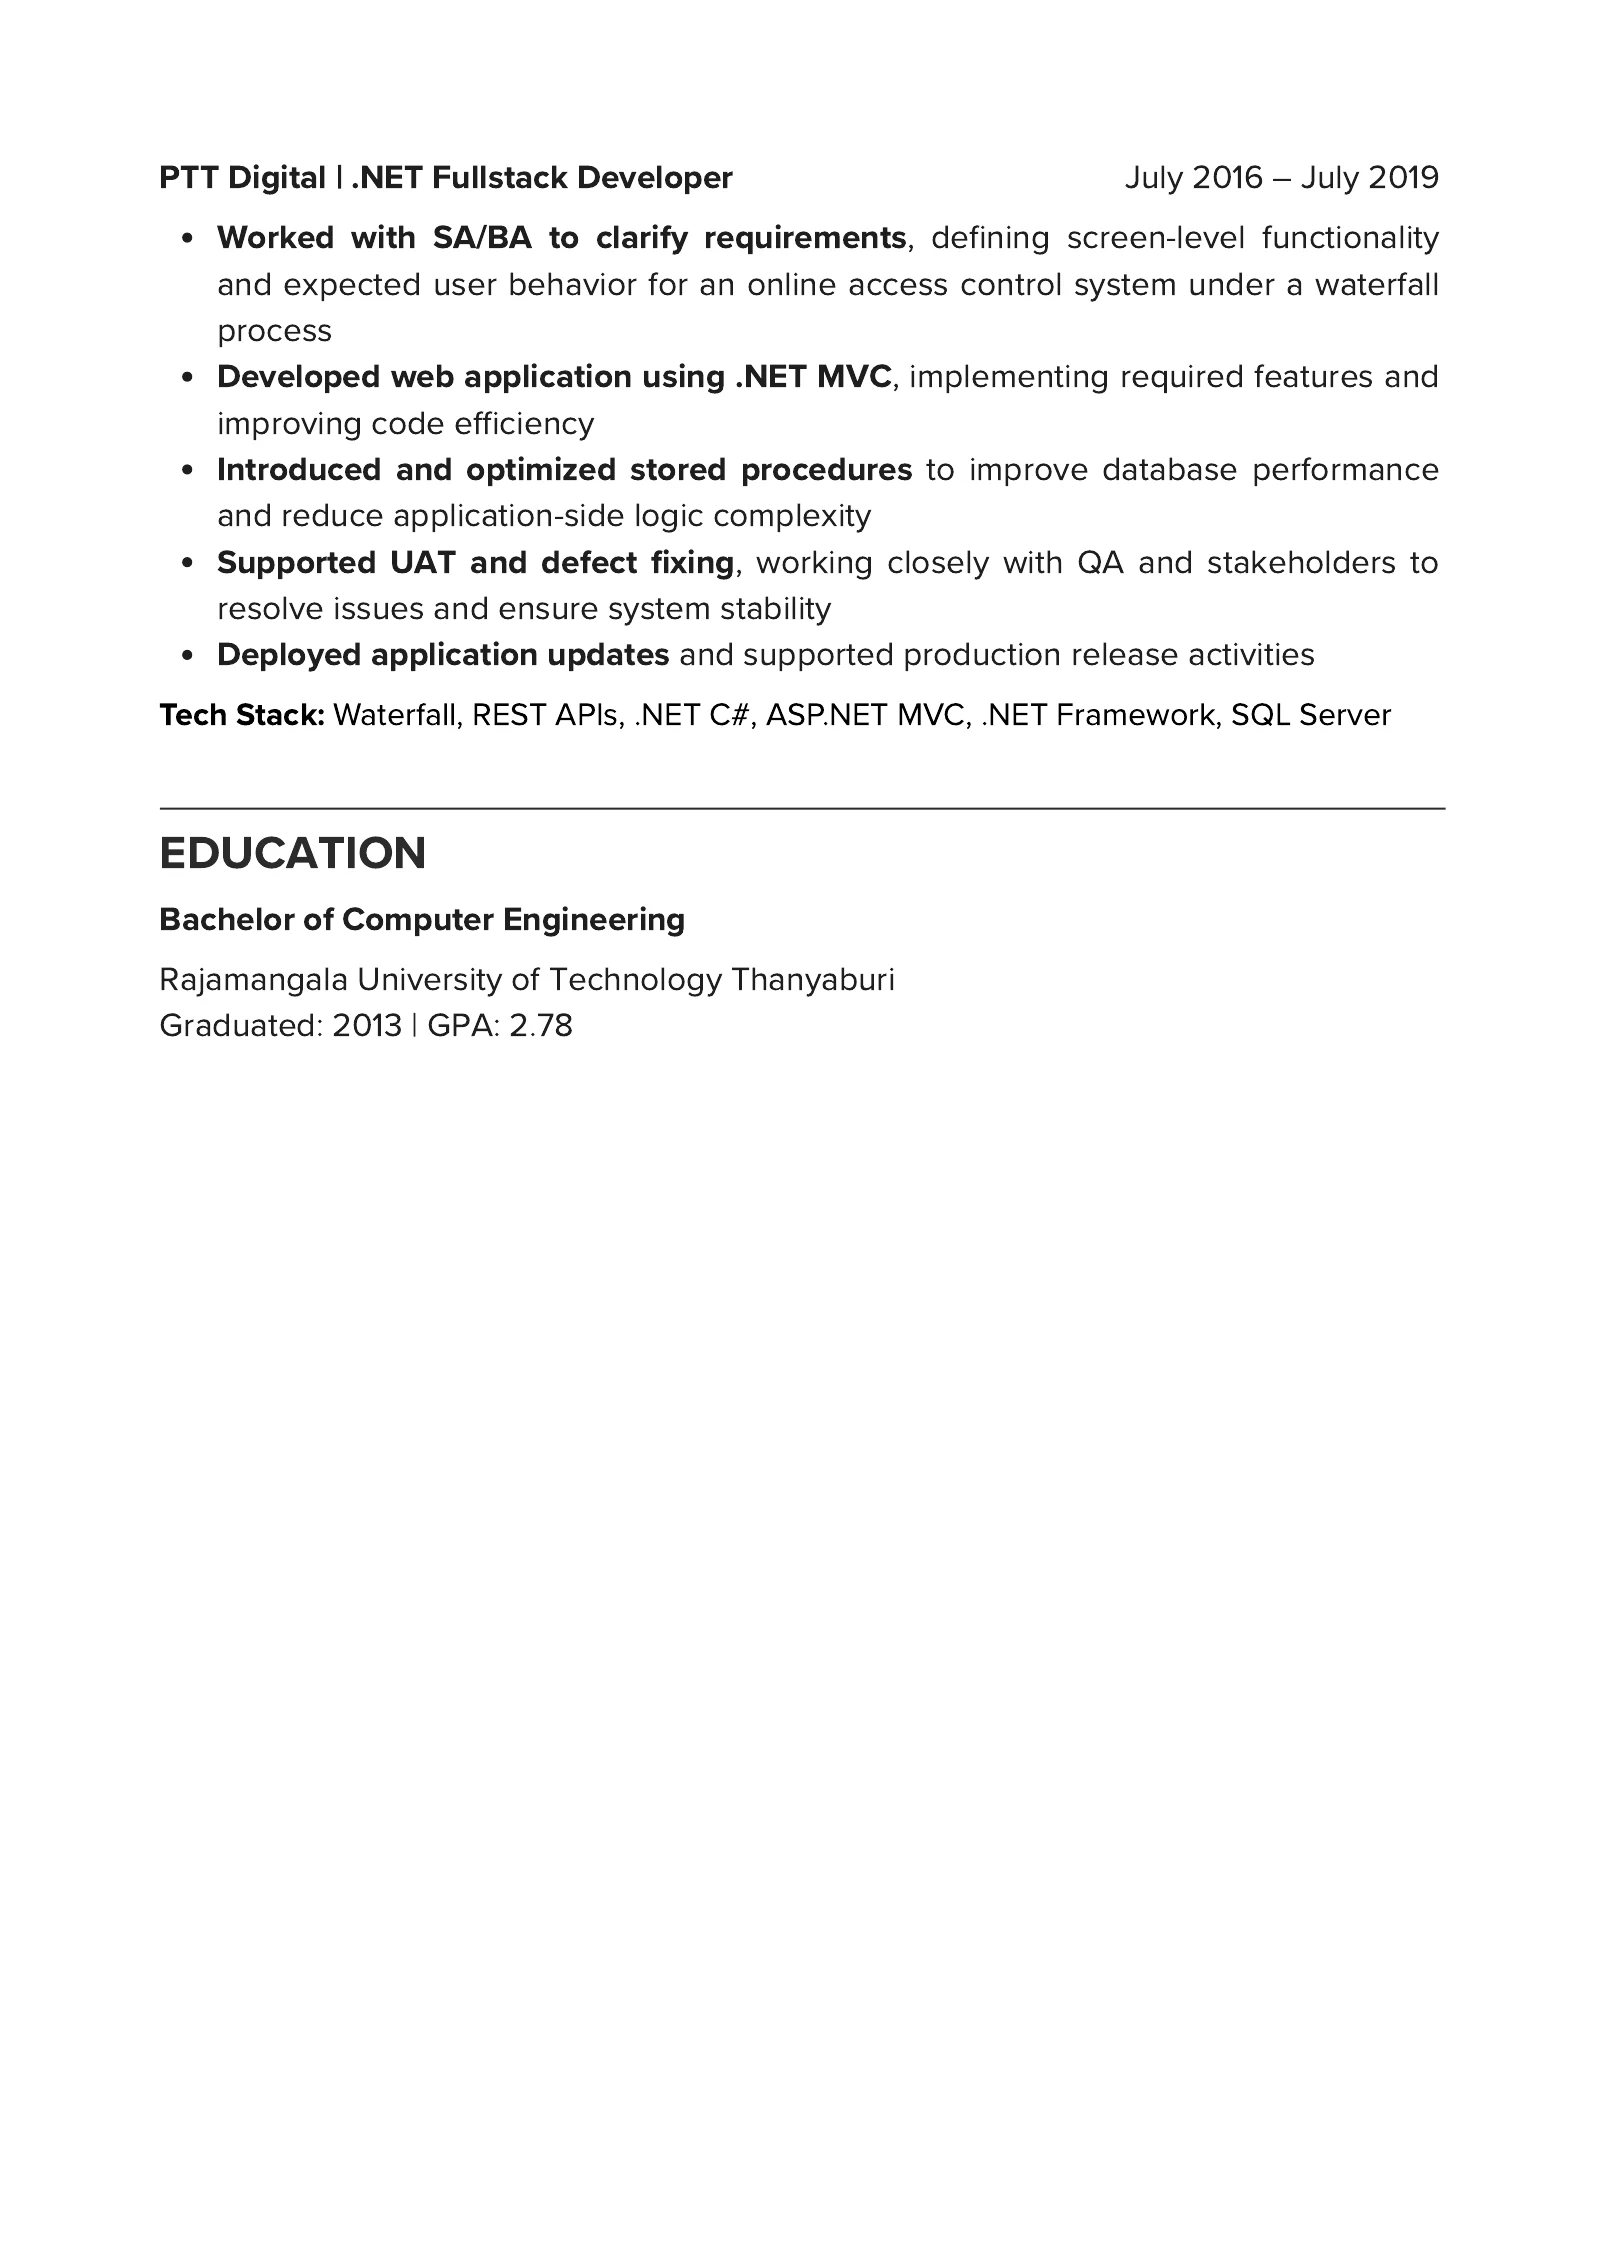 PTT Digital | .NET Fullstack Developer July 2016 – July 2019
• Worked with SA/BA to clarify requirements, defining screen-level functionality
and expected user behavior for an online access control system under a waterfall
process
• Developed web application using .NET MVC, implementing required features and
improving code efficiency
• Introduced and optimized stored procedures to improve database performance
and reduce application-side logic complexity
• Supported UAT and defect fixing, working closely with QA and stakeholders to
resolve issues and ensure system stability
• Deployed application updates and supported production release activities
Tech Stack: Waterfall, REST APIs, .NET C#, ASP.NET MVC, .NET Framework, SQL Server
EDUCATION
Bachelor of Computer Engineering
Rajamangala University of Technology Thanyaburi
Graduated: 2013 | GPA: 2.78